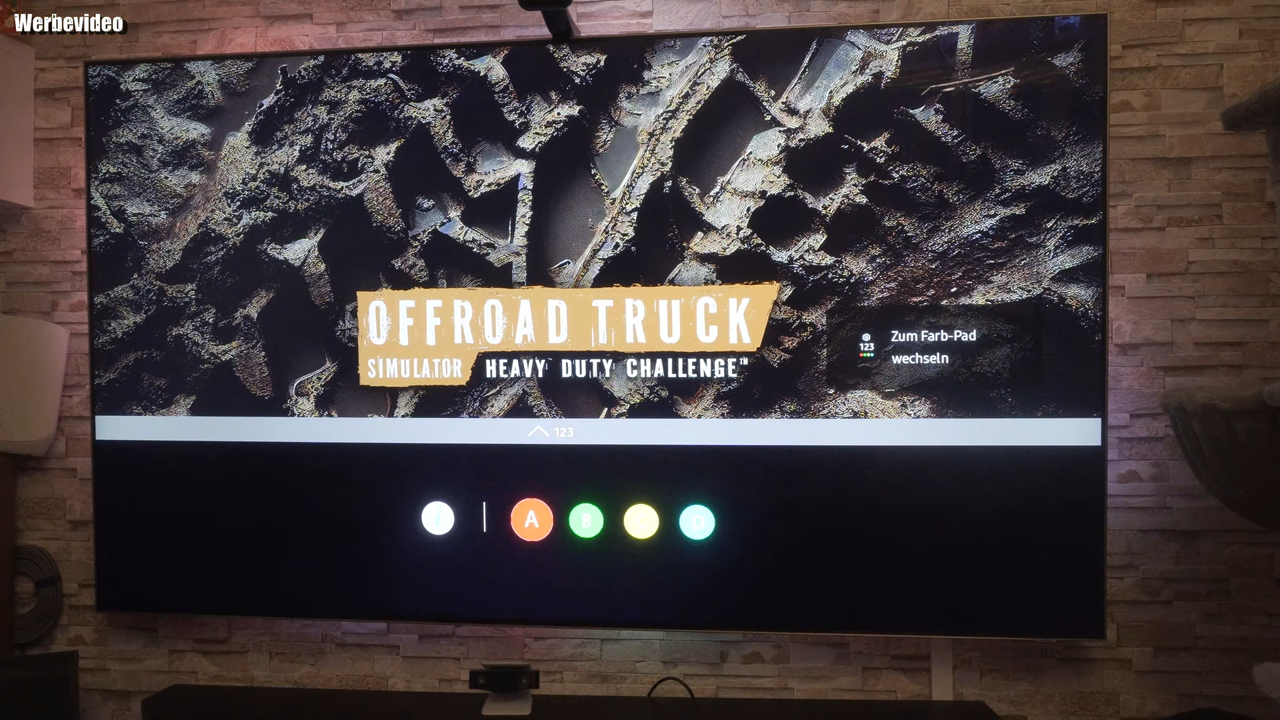 Werbevideo
OFFROAD TRUCK
SIMULATOR HEAVY DUTY CHALLENGE™
123
Zum Farb-Pad
wechseln
123
A B D